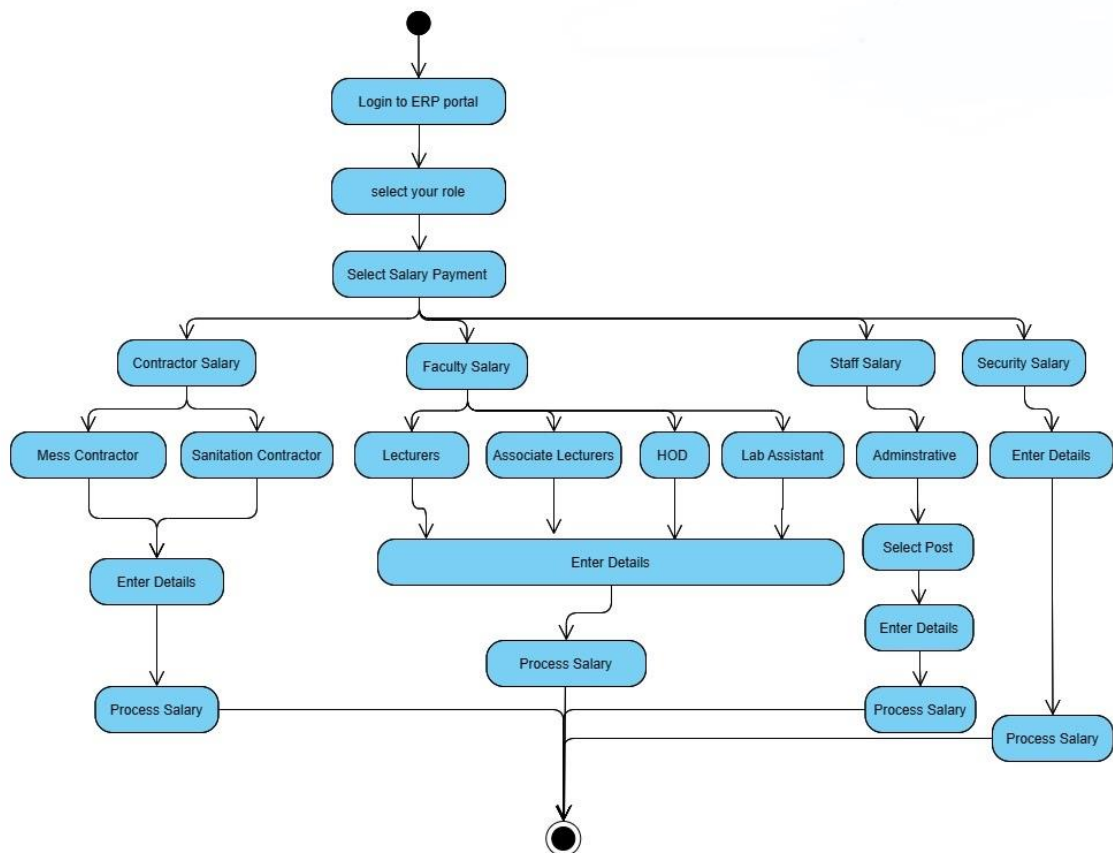 Login to ERP portal
select your role
Select Salary Payment
Contractor Salary
Faculty Salary
Staff Salary
Security Salary
Mess Contractor
Sanitation Contractor
Lecturers
Associate Lecturers
HOD
Lab Assistant
Adminstrative
Enter Details
Select Post
Enter Details
Enter Details
Enter Details
Process Salary
Process Salary
Process Salary
Process Salary